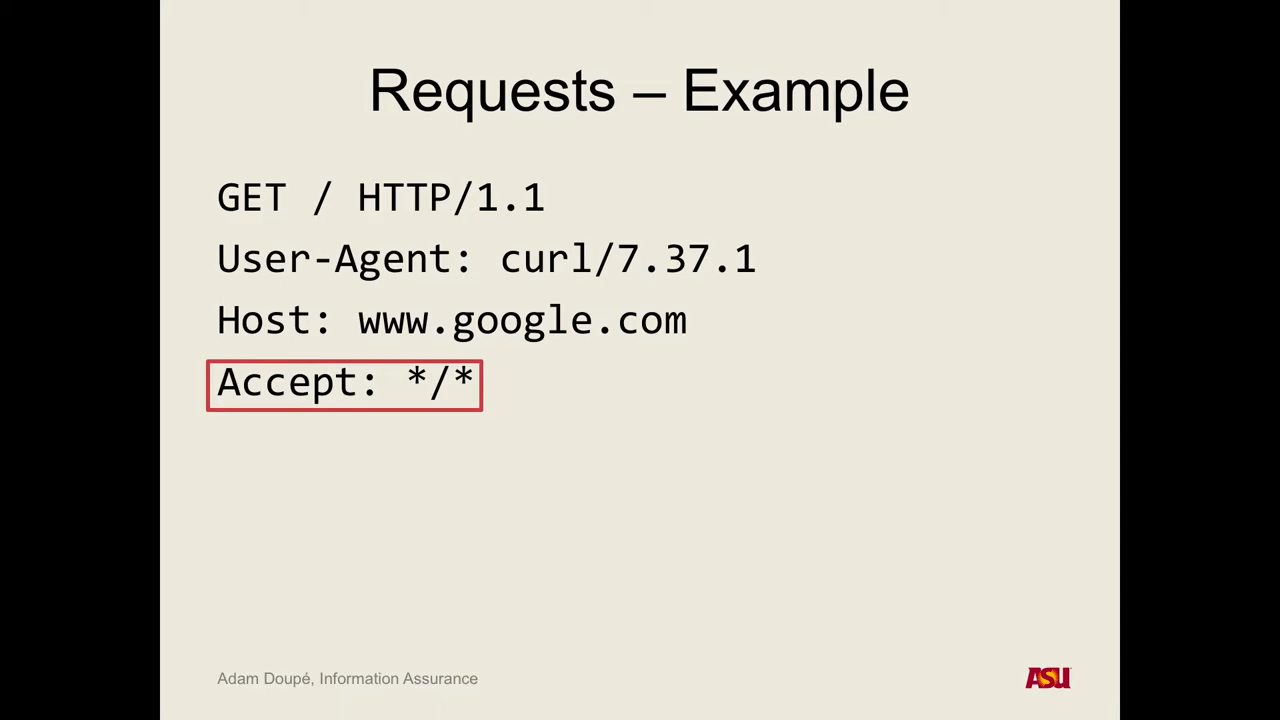 Requests – Example
GET / HTTP/1.1
User-Agent: curl/7.37.1
Host: www.google.com
Accept: */*
Adam Doupé, Information Assurance
ASU